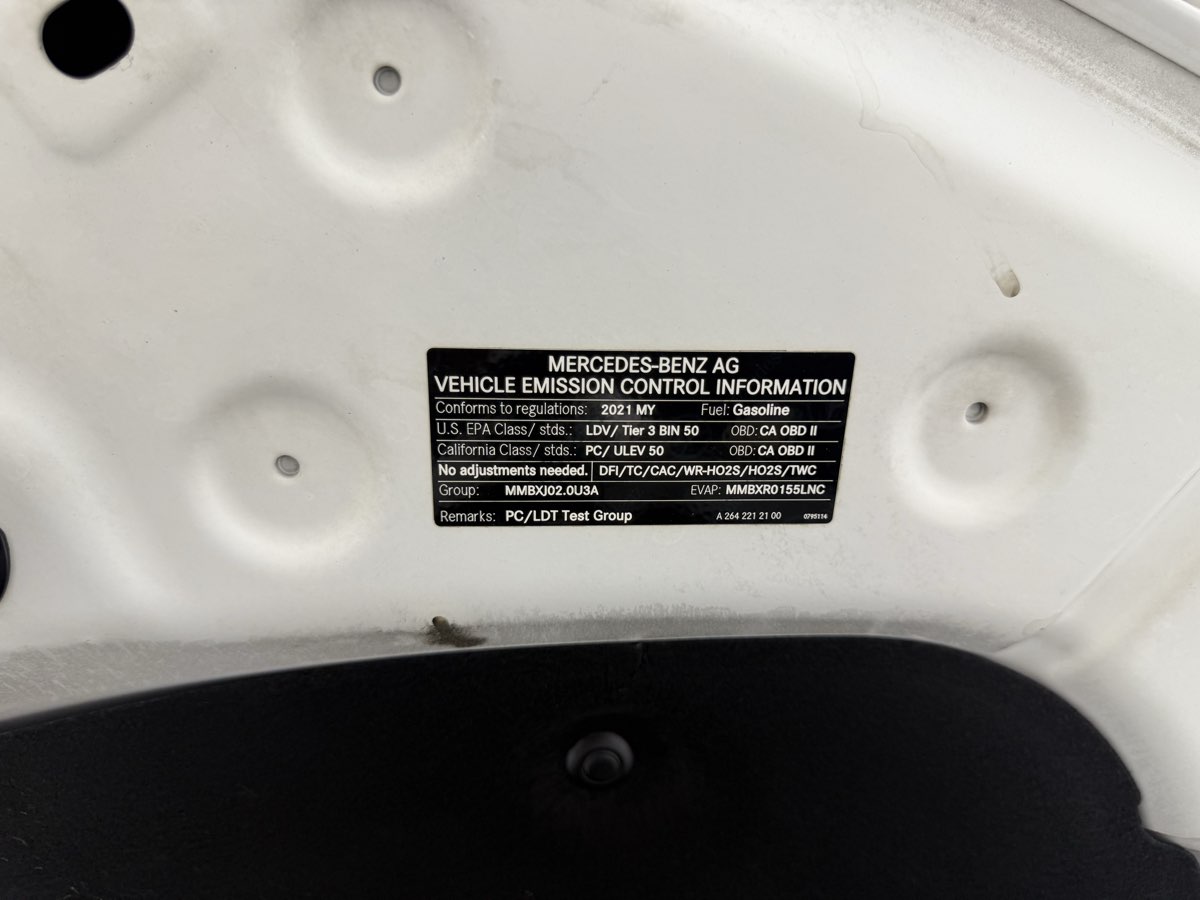 MERCEDES-BENZ AG
VEHICLE EMISSION CONTROL INFORMATION
Conforms to regulations: 2021 MY Fuel: Gasoline
U.S. EPA Class/ stds.: LDV/ Tier 3 BIN 50 OBD: CA OBD II
California Class/ stds.: PC/ ULEV 50 OBD: CA OBD II
No adjustments needed. DFI/TC/CAC/WR-HO2S/HO2S/TWC
Group: MMBXJ02.0U3A EVAP: MMBXR0155LNC
Remarks: PC/LDT Test Group A 264 221 21 00 0795114